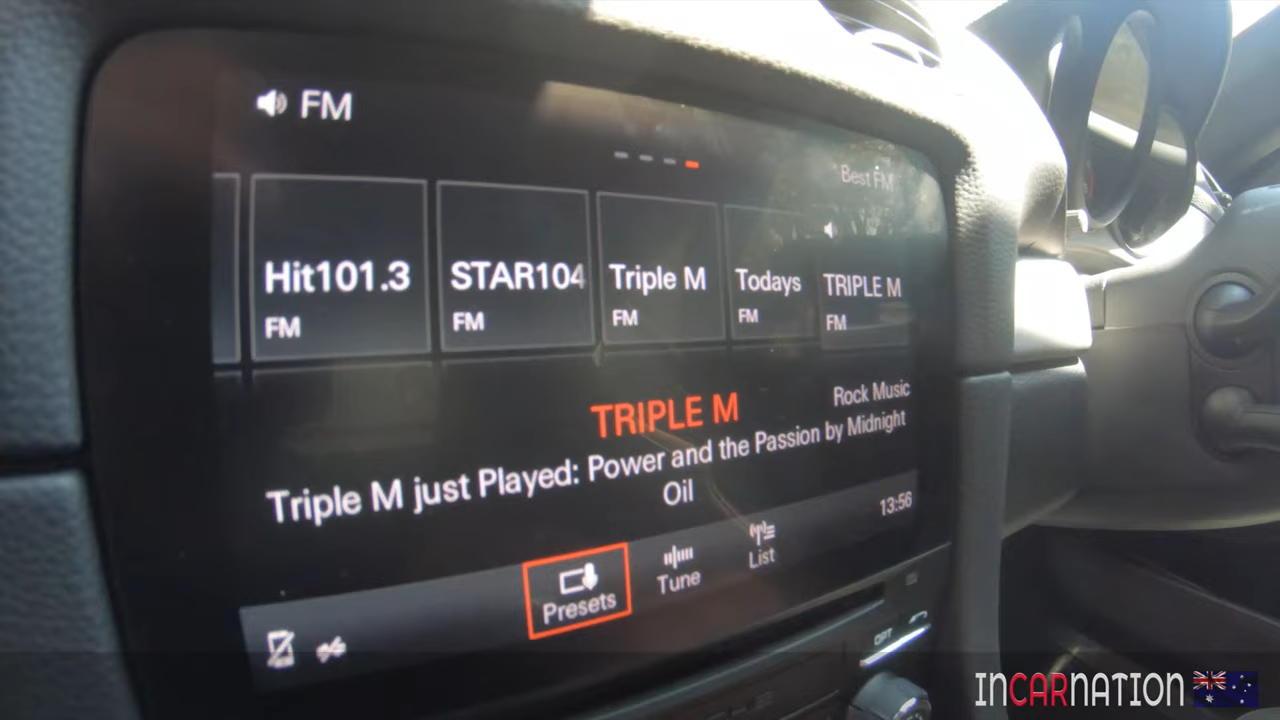 FM
Best FM
Hit101.3
FM
STAR104
FM
Triple M
FM
Todays
FM
TRIPLE M
FM
TRIPLE M
Rock Music
Triple M just Played: Power and the Passion by Midnight
Oil
13:56
Presets
Tune
List
OPT
INCARNATION